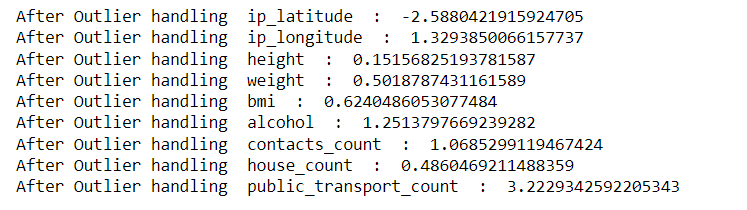 After Outlier handling  ip_latitude  :  -2.5880421915924705
After Outlier handling  ip_longitude  :  1.3293850066157737
After Outlier handling  height  :  0.15156825193781587
After Outlier handling  weight  :  0.5018787431161589
After Outlier handling  bmi  :  0.6240486053077484
After Outlier handling  alcohol  :  1.2513797669239282
After Outlier handling  contacts_count  :  1.0685299119467424
After Outlier handling  house_count  :  0.4860469211488359
After Outlier handling  public_transport_count  :  3.2229342592205343